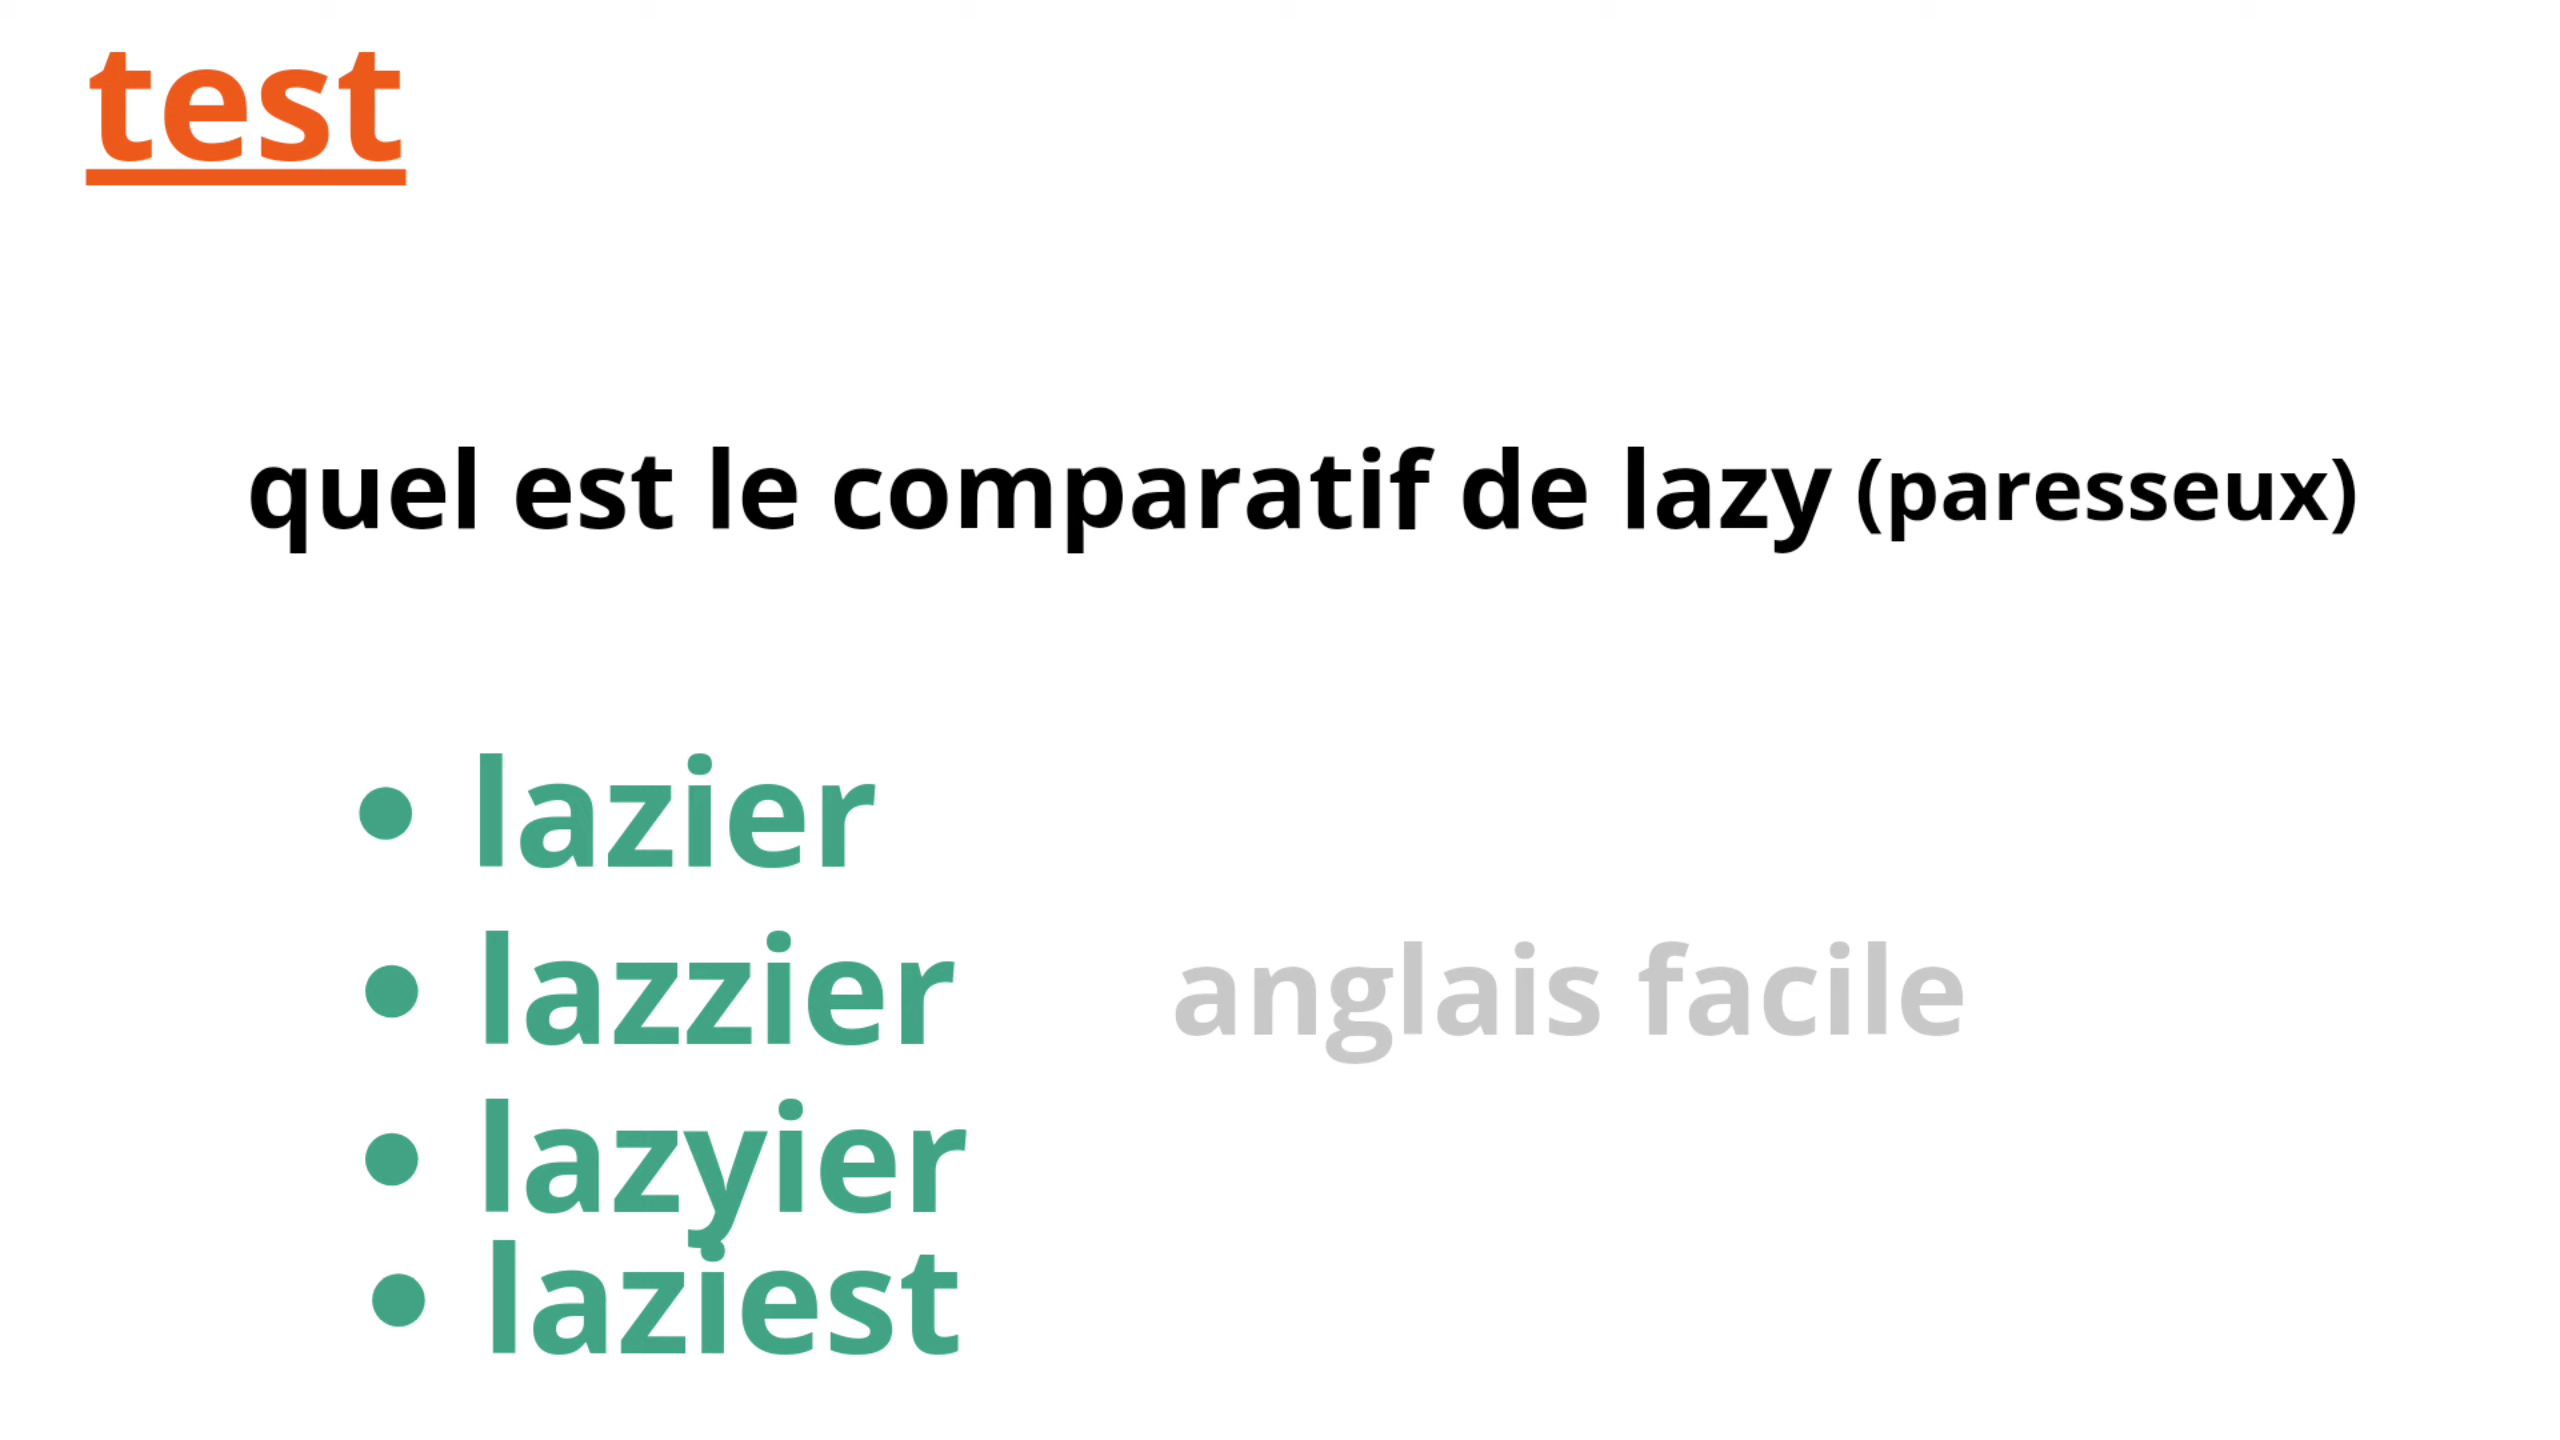 test
quel est le comparatif de lazy (paresseux)
• lazier
• lazzier
anglais facile
• lazyier
• laziest